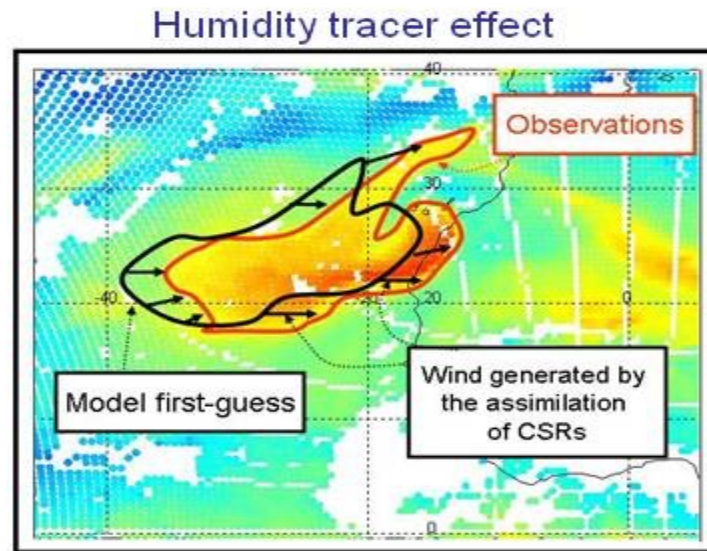 Humidity tracer effect
40
Observations
30
-40
-20
20
0
Model first-guess
Wind generated by
the assimilation
of CSRs
0